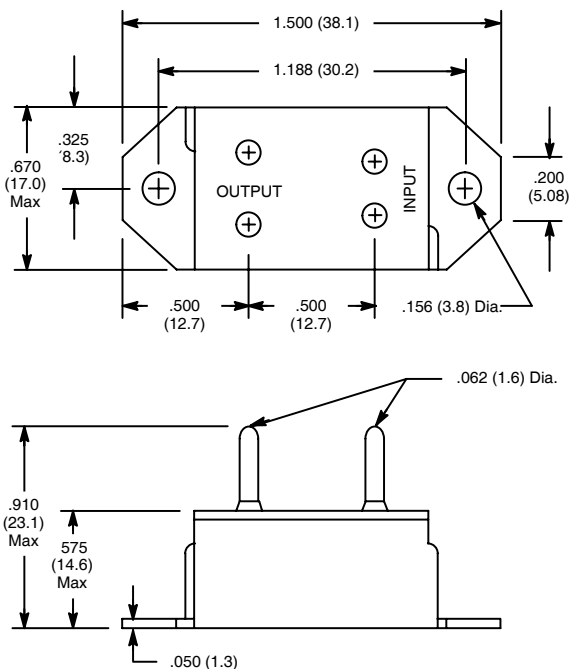 1.500 (38.1)
1.188 (30.2)
.325
8.3)
.670
(17.0)
Max
OUTPUT
INPUT
.200
(5.08)
.500
(12.7)
.500
(12.7)
.156 (3.8) Dia.
.062 (1.6) Dia.
.910
(23.1)
Max
575
(14.6)
Max
.050 (1.3)